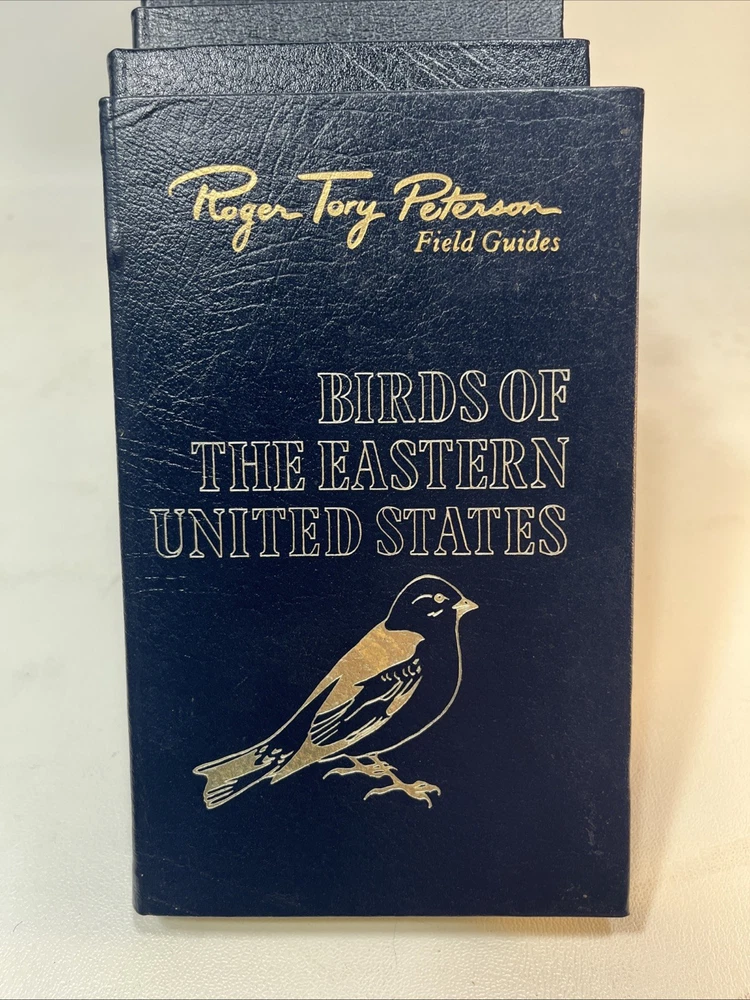 Roger Tory Peterson
Field Guides
BIRDS OF
THE EASTERN
UNITED STATES